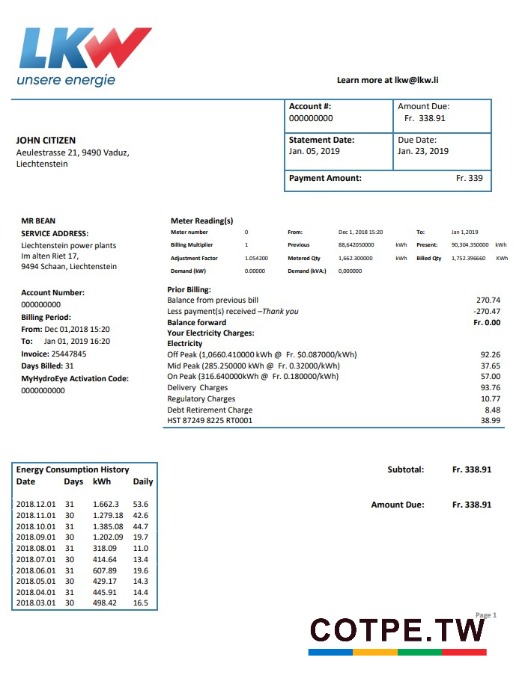 LKW
unsere energie
Learn more at lkw@lkw.li
Account #:
000000000
Amount Due:
Fr. 338.91
JOHN CITIZEN
Aeulestrasse 21, 9490 Vaduz,
Liechtenstein
Statement Date:
Jan. 05, 2019
Due Date:
Jan. 23, 2019
Payment Amount: Fr. 339
MR BEAN
SERVICE ADDRESS:
Liechtenstein power plants
Im alten Riet 17,
9494 Schaan, Liechtenstein
Account Number:
000000000
Billing Period:
From: Dec 01,2018 15:20
To: Jan 01, 2019 16:20
Invoice: 25447845
Days Billed: 31
MyHydroEye Activation Code:
0000000000
Meter Reading(s)
Meter number 0 From: Dec 1, 2018 15:20 To: Jan 1,2019
Billing Multiplier 1 Previous 88,642050000 kWh Present: 90,304.350000 kWh
Adjustment Factor 1.054200 Metered Qty 1,662.300000 kWh Billed Qty 1,752.396660 KWh
Demand (kW) 0.00000 Demand (kVA:) 0,000000
Prior Billing:
Balance from previous bill 270.74
Less payment(s) received –Thank you -270.47
Balance forward Fr. 0.00
Your Electricity Charges:
Electricity
Off Peak (1,0660.410000 kWh @ Fr. S0.087000/kWh) 92.26
Mid Peak (285.250000 kWh @ Fr. 0.32000/kWh) 37.65
On Peak (316.640000kWh @ Fr. 0.180000/kWh) 57.00
Delivery Charges 93.76
Regulatory Charges 10.77
Debt Retirement Charge 8.48
HST 87249 8225 RT0001 38.99
Energy Consumption History
Date Days kWh Daily
2018.12.01 31 1.662.3 53.6
2018.11.01 30 1.279.18 42.6
2018.10.01 31 1.385.08 44.7
2018.09.01 30 1.202.09 19.7
2018.08.01 31 318.09 11.0
2018.07.01 30 414.64 13.4
2018.06.01 31 607.89 19.6
2018.05.01 30 429.17 14.3
2018.04.01 31 445.91 14.4
2018.03.01 30 498.42 16.5
Subtotal: Fr. 338.91
Amount Due: Fr. 338.91
Page 1
COTPE.TW